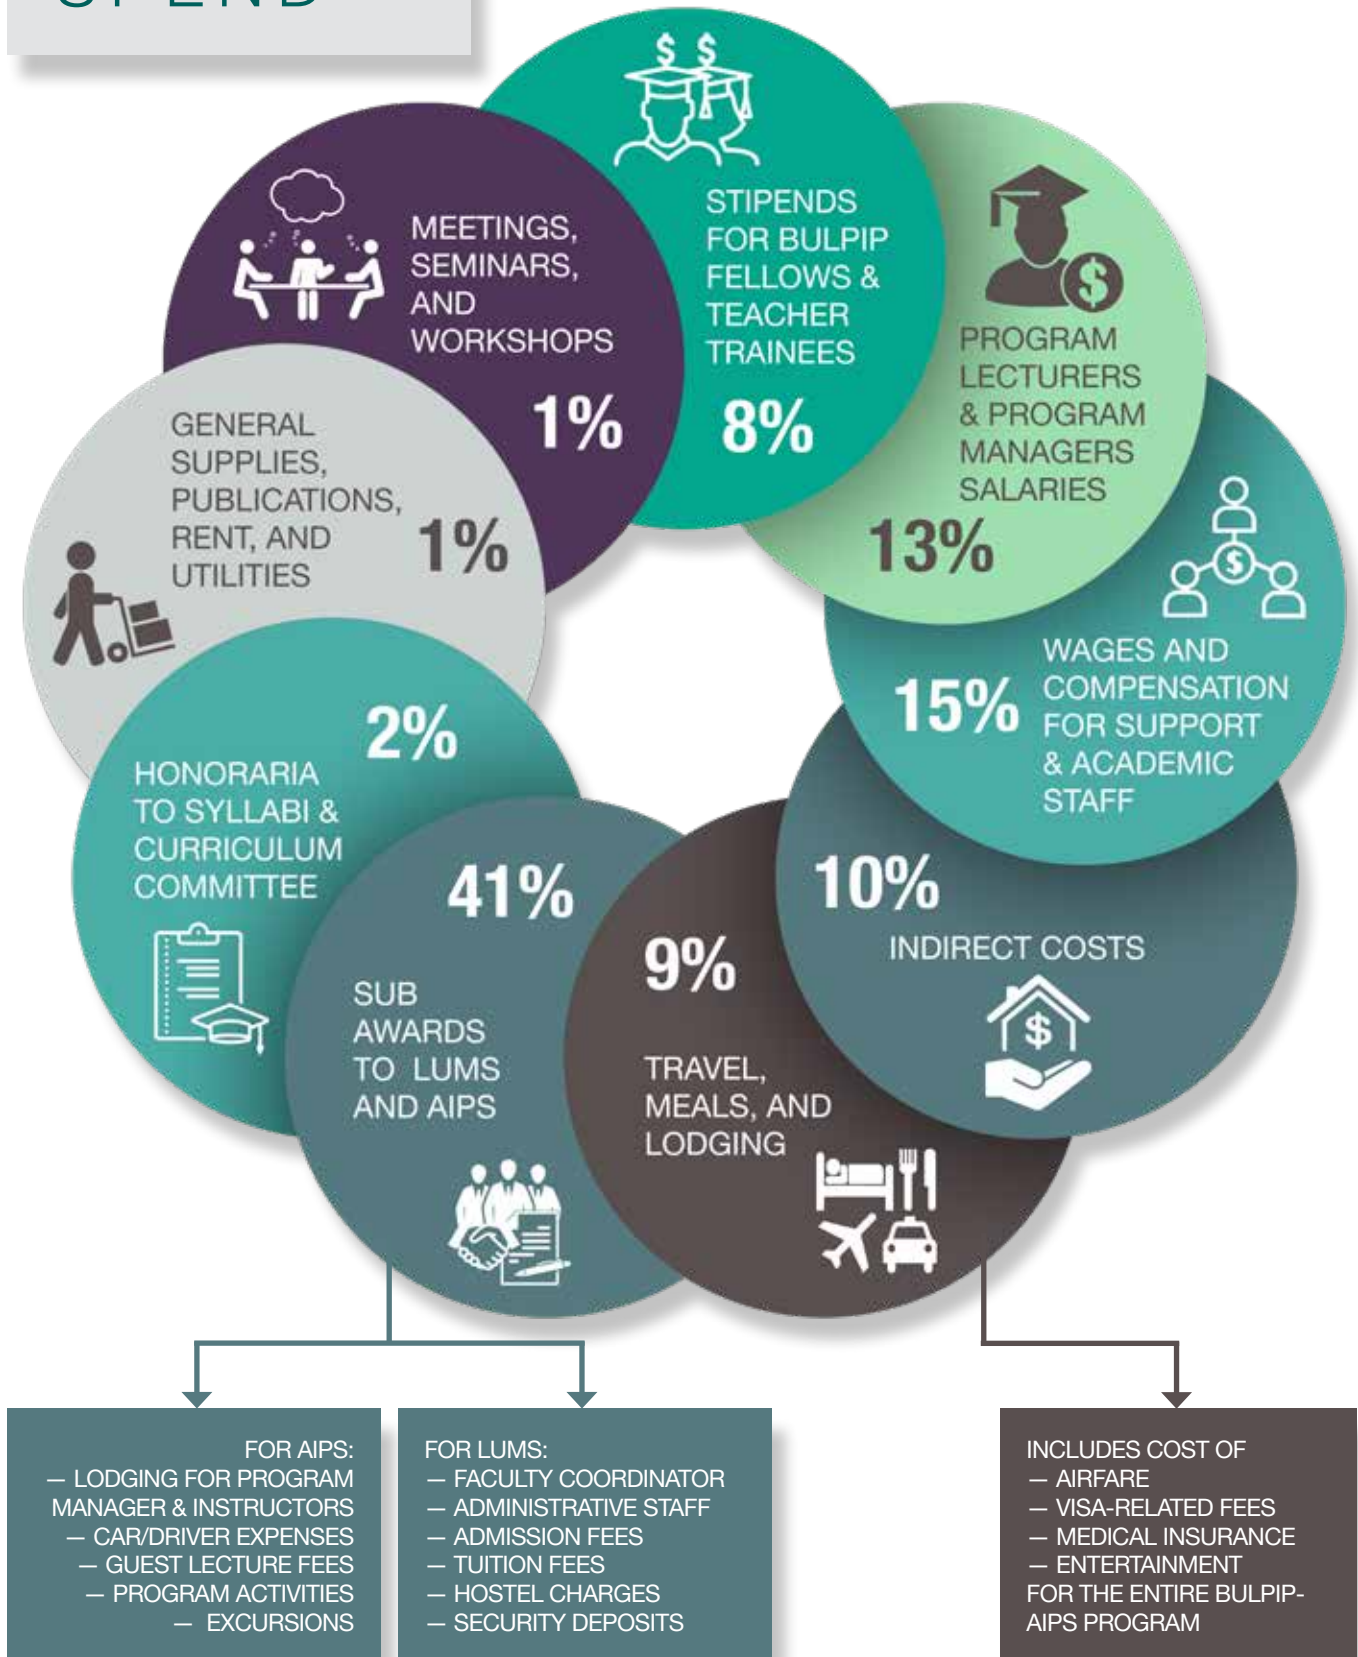 SPEND
STIPENDS
FOR BULPIP
FELLOWS &
TEACHER
TRAINEES
8%
PROGRAM
LECTURERS
& PROGRAM
MANAGERS
SALARIES
13%
WAGES AND
COMPENSATION
FOR SUPPORT
& ACADEMIC
STAFF
15%
10%
INDIRECT COSTS
9%
TRAVEL,
MEALS, AND
LODGING
41%
SUB
AWARDS
TO LUMS
AND AIPS
2%
HONORARIA
TO SYLLABI &
CURRICULUM
COMMITTEE
GENERAL
SUPPLIES,
PUBLICATIONS,
RENT, AND
UTILITIES
1%
MEETINGS,
SEMINARS,
AND
WORKSHOPS
1%
FOR AIPS:
— LODGING FOR PROGRAM
MANAGER & INSTRUCTORS
— CAR/DRIVER EXPENSES
— GUEST LECTURE FEES
— PROGRAM ACTIVITIES
— EXCURSIONS
FOR LUMS:
— FACULTY COORDINATOR
— ADMINISTRATIVE STAFF
— ADMISSION FEES
— TUITION FEES
— HOSTEL CHARGES
— SECURITY DEPOSITS
INCLUDES COST OF
— AIRFARE
— VISA-RELATED FEES
— MEDICAL INSURANCE
— ENTERTAINMENT
FOR THE ENTIRE BULPIP-
AIPS PROGRAM